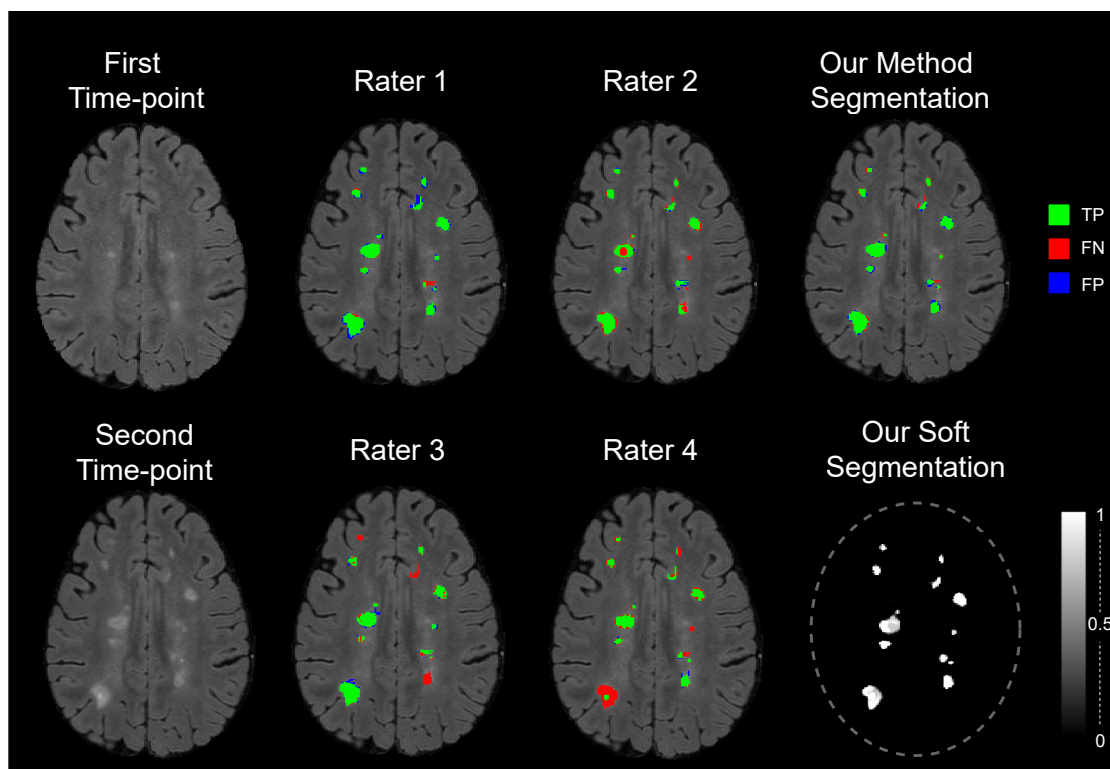 First
Time-point
Rater 1
Rater 2
Our Method
Segmentation
TP
FN
FP
Second
Time-point
Rater 3
Rater 4
Our Soft
Segmentation
1
0.5
0